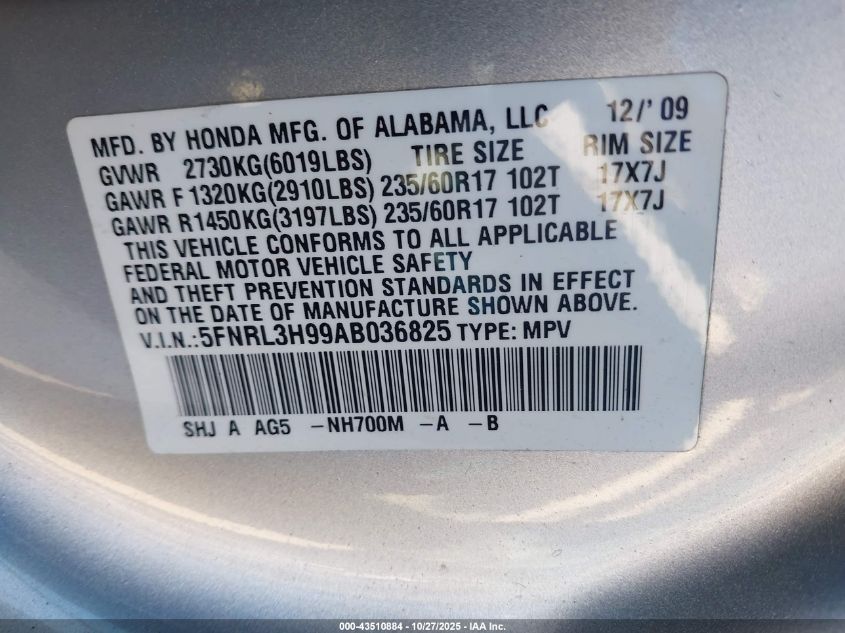 MFD. BY HONDA MFG. OF ALABAMA, LLC 12/' 09
GVWR 2730KG(6019LBS) TIRE SIZE RIM SIZE
GAWR F 1320KG(2910LBS) 235/60R17 102T 17X7J
GAWR R1450KG(3197LBS) 235/60R17 102T 17X7J
THIS VEHICLE CONFORMS TO ALL APPLICABLE
FEDERAL MOTOR VEHICLE SAFETY
AND THEFT PREVENTION STANDARDS IN EFFECT
ON THE DATE OF MANUFACTURE SHOWN ABOVE.
V.I.N.:5FNRL3H99AB036825 TYPE: MPV
SHJ A AG5 -NH700M -A -B
000-43510884 | 10/27/2025 | IAA Inc.